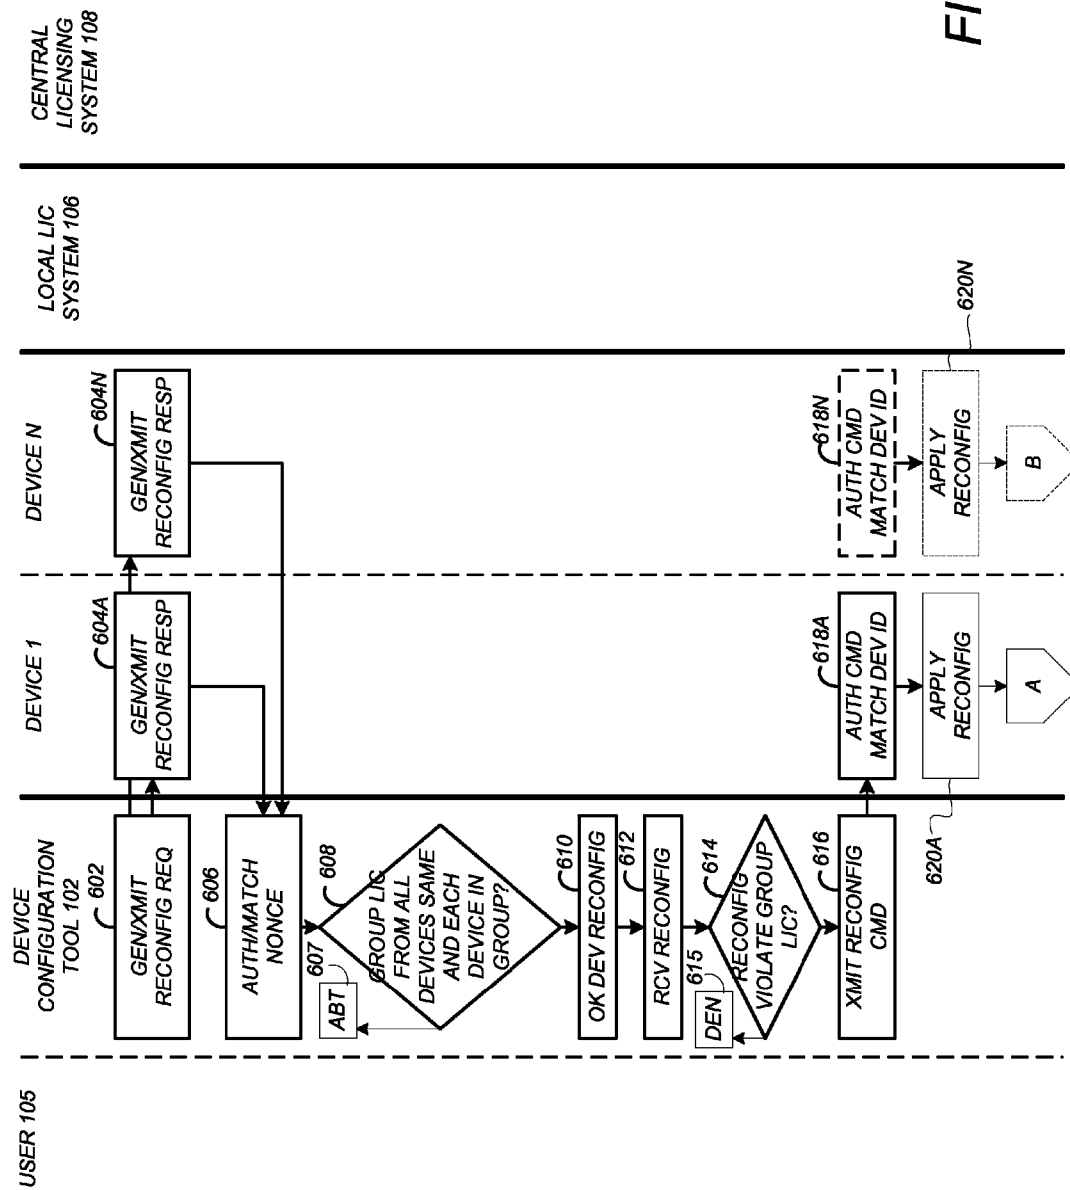 USER 105
DEVICE
CONFIGURATION
TOOL 102
DEVICE 1
DEVICE N
LOCAL LIC
SYSTEM 106
CENTRAL
LICENSING
SYSTEM 108
602
GEN/XMIT
RECONFIG REQ
604A
GEN/XMIT
RECONFIG RESP
604N
GEN/XMIT
RECONFIG RESP
606
AUTH/MATCH
NONCE
607
ABT
608
GROUP LIC
FROM ALL
DEVICES SAME
AND EACH
DEVICE IN
GROUP?
610
OK DEV RECONFIG
612
RCV RECONFIG
614
RECONFIG
VIOLATE GROUP
LIC?
615
DEN
616
XMIT RECONFIG
CMD
618A
AUTH CMD
MATCH DEV ID
618N
AUTH CMD
MATCH DEV ID
620A
APPLY
RECONFIG
620N
APPLY
RECONFIG
A
B
FI